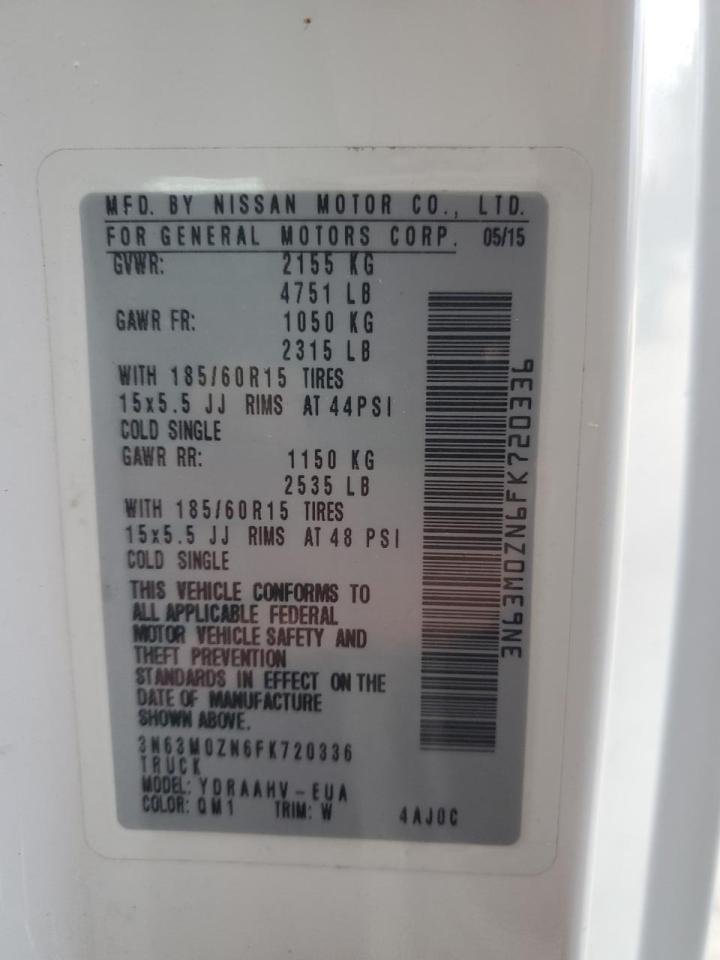 MFD. BY NISSAN MOTOR CO., LTD.
FOR GENERAL MOTORS CORP. 05/15
GVWR: 2155 KG
4751 LB
GAWR FR: 1050 KG
2315 LB
WITH 185/60R15 TIRES
15x5.5 JJ RIMS AT 44PSI
COLD SINGLE
GAWR RR: 1150 KG
2535 LB
WITH 185/60R15 TIRES
15x5.5 JJ RIMS AT 48 PSI
COLD SINGLE
THIS VEHICLE CONFORMS TO
ALL APPLICABLE FEDERAL
MOTOR VEHICLE SAFETY AND
THEFT PREVENTION
STANDARDS IN EFFECT ON THE
DATE OF MANUFACTURE
SHOWN ABOVE.
3N63M0ZN6FK720336
TRUCK
MODEL: YDRAAHV-EUA
COLOR: QM1 TRIM: W 4AJ0C
3N63M0ZN6FK720336